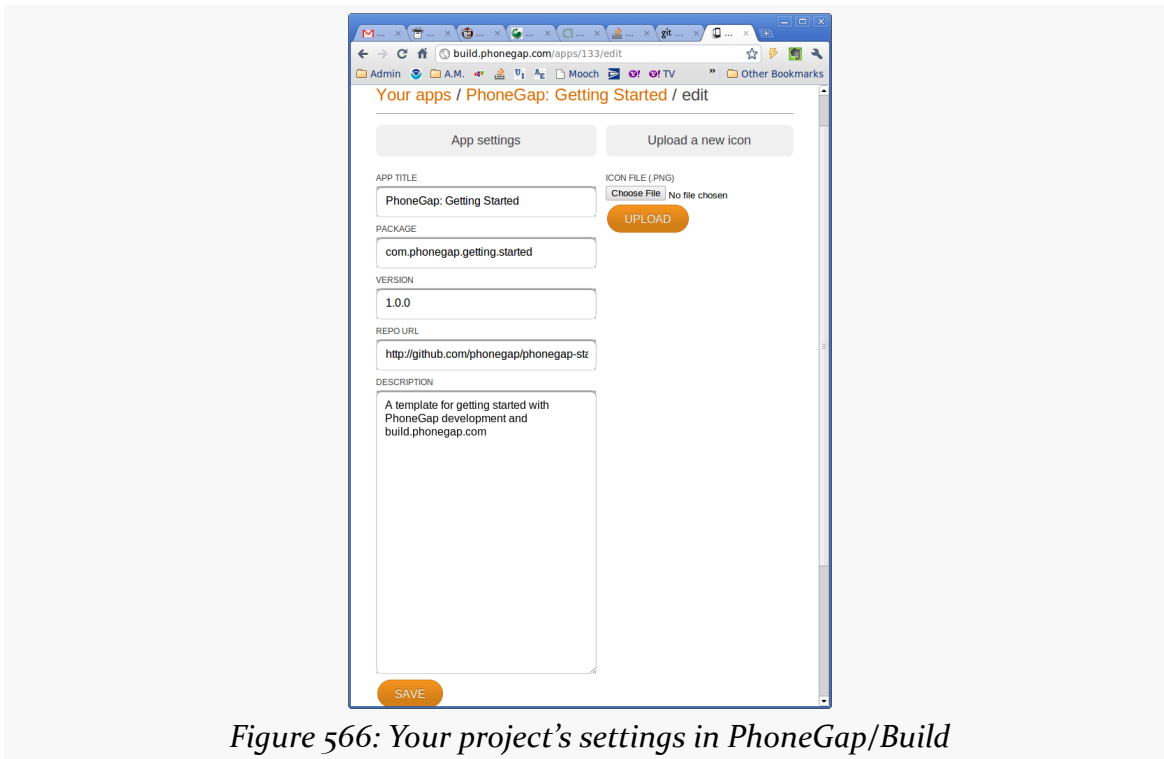 M ... ... ... ... ... ... git ... ...
build.phonegap.com/apps/133/edit
Admin A.M. Mooch TV » Other Bookmarks
Your apps / PhoneGap: Getting Started / edit
App settings Upload a new icon
APP TITLE ICON FILE (.PNG)
Choose File No file chosen
PhoneGap: Getting Started
UPLOAD
PACKAGE
com.phonegap.getting.started
VERSION
1.0.0
REPO URL
http://github.com/phonegap/phonegap-sta
DESCRIPTION
A template for getting started with
PhoneGap development and
build.phonegap.com
SAVE
Figure 566: Your project's settings in PhoneGap/Build